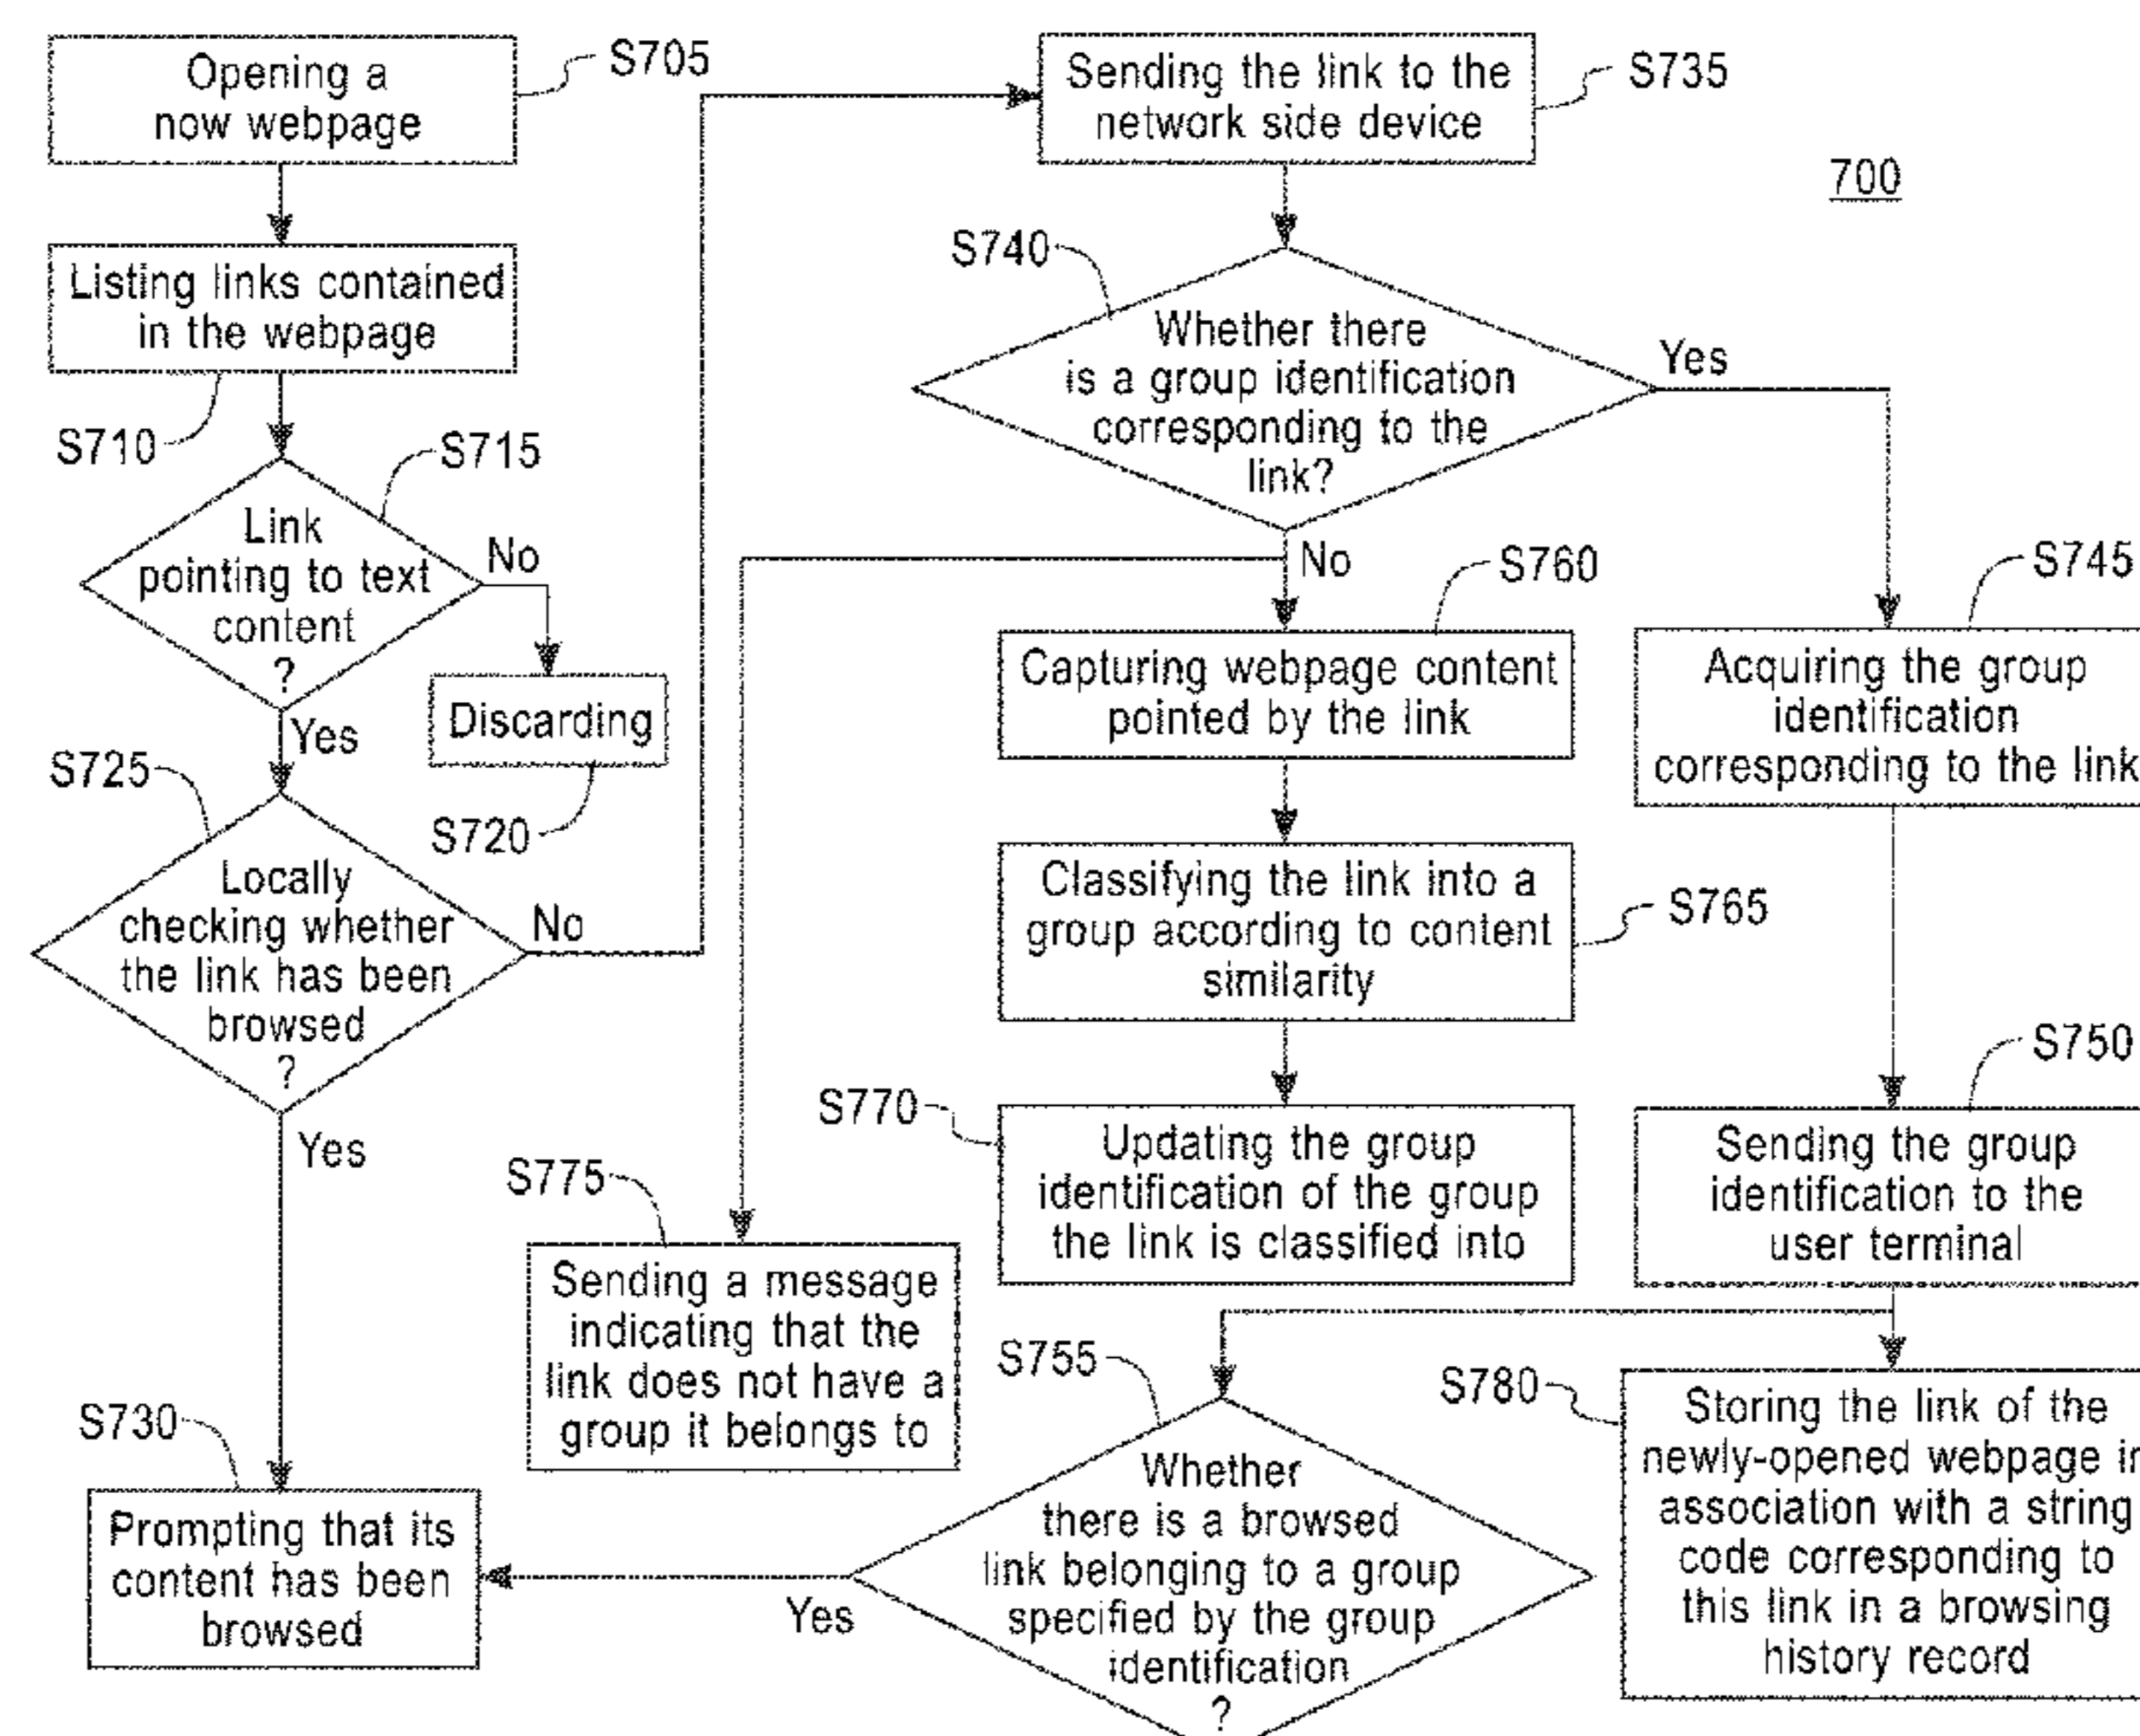 Opening a
now webpage
S705
Listing links contained
in the webpage
S710
S715
Link
pointing to text
content
?
No
Discarding
S720
Yes
S725
Locally
checking whether
the link has been
browsed
?
No
Yes
S730
Prompting that its
content has been
browsed
Sending the link to the
network side device
S735
700
S740
Whether there
is a group identification
corresponding to the
link?
Yes
No
S760
Capturing webpage content
pointed by the link
Classifying the link into a
group according to content
similarity
S765
S770
Updating the group
identification of the group
the link is classified into
S775
Sending a message
indicating that the
link does not have a
group it belongs to
S745
Acquiring the group
identification
corresponding to the link
S750
Sending the group
identification to the
user terminal
S755
Whether
there is a browsed
link belonging to a group
specified by the group
identification
?
Yes
S780
Storing the link of the
newly-opened webpage
association with a string
code corresponding to
this link in a browsing
history record